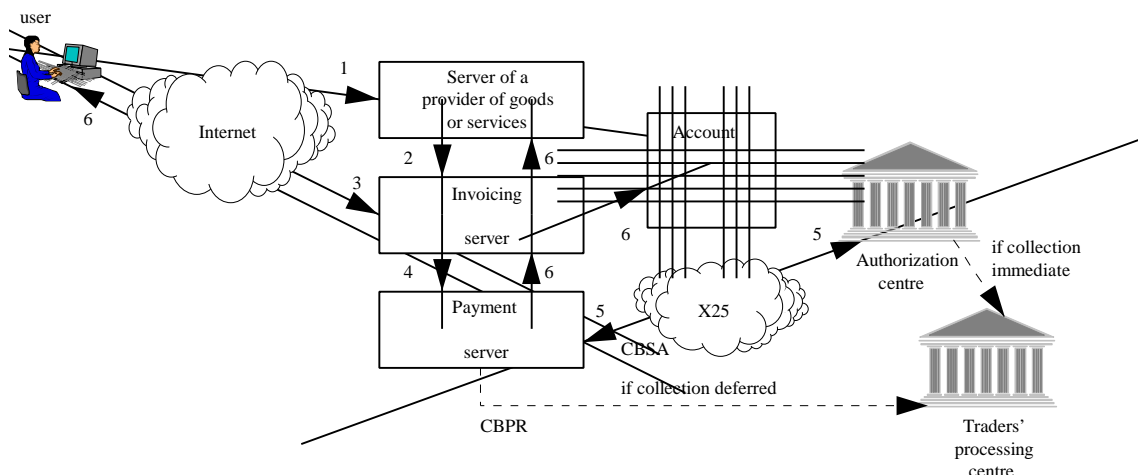 user
1
Server of a
provider of goods
or services
Account
6
Internet
2
6
3
Invoicing
server
6
5
if collection
immediate
Authorization
centre
4
6
Payment
server
5
X25
CBSA
if collection deferred
CBPR
Traders'
processing
centre